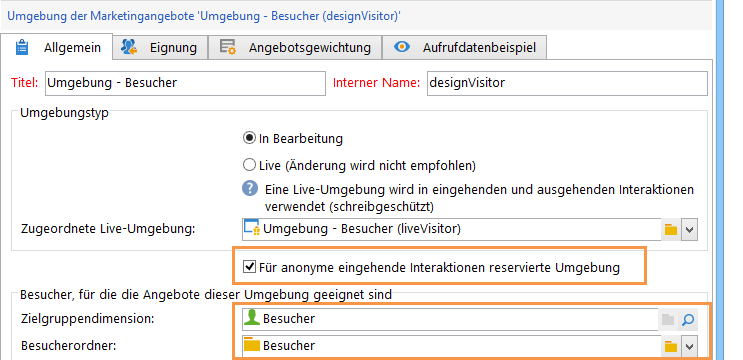 Umgebung der Marketingangebote 'Umgebung - Besucher (designVisitor)'
Allgemein Eignung Angebotsgewichtung Aufrufdatenbeispiel
Titel: Umgebung - Besucher Interner Name: designVisitor
Umgebungstyp
In Bearbeitung
Live (Änderung wird nicht empfohlen)
Eine Live-Umgebung wird in eingehenden und ausgehenden Interaktionen
verwendet (schreibgeschützt)
Zugeordnete Live-Umgebung: Umgebung - Besucher (liveVisitor)
Für anonyme eingehende Interaktionen reservierte Umgebung
Besucher, für die die Angebote dieser Umgebung geeignet sind
Zielgruppendimension: Besucher
Besucherordner: Besucher